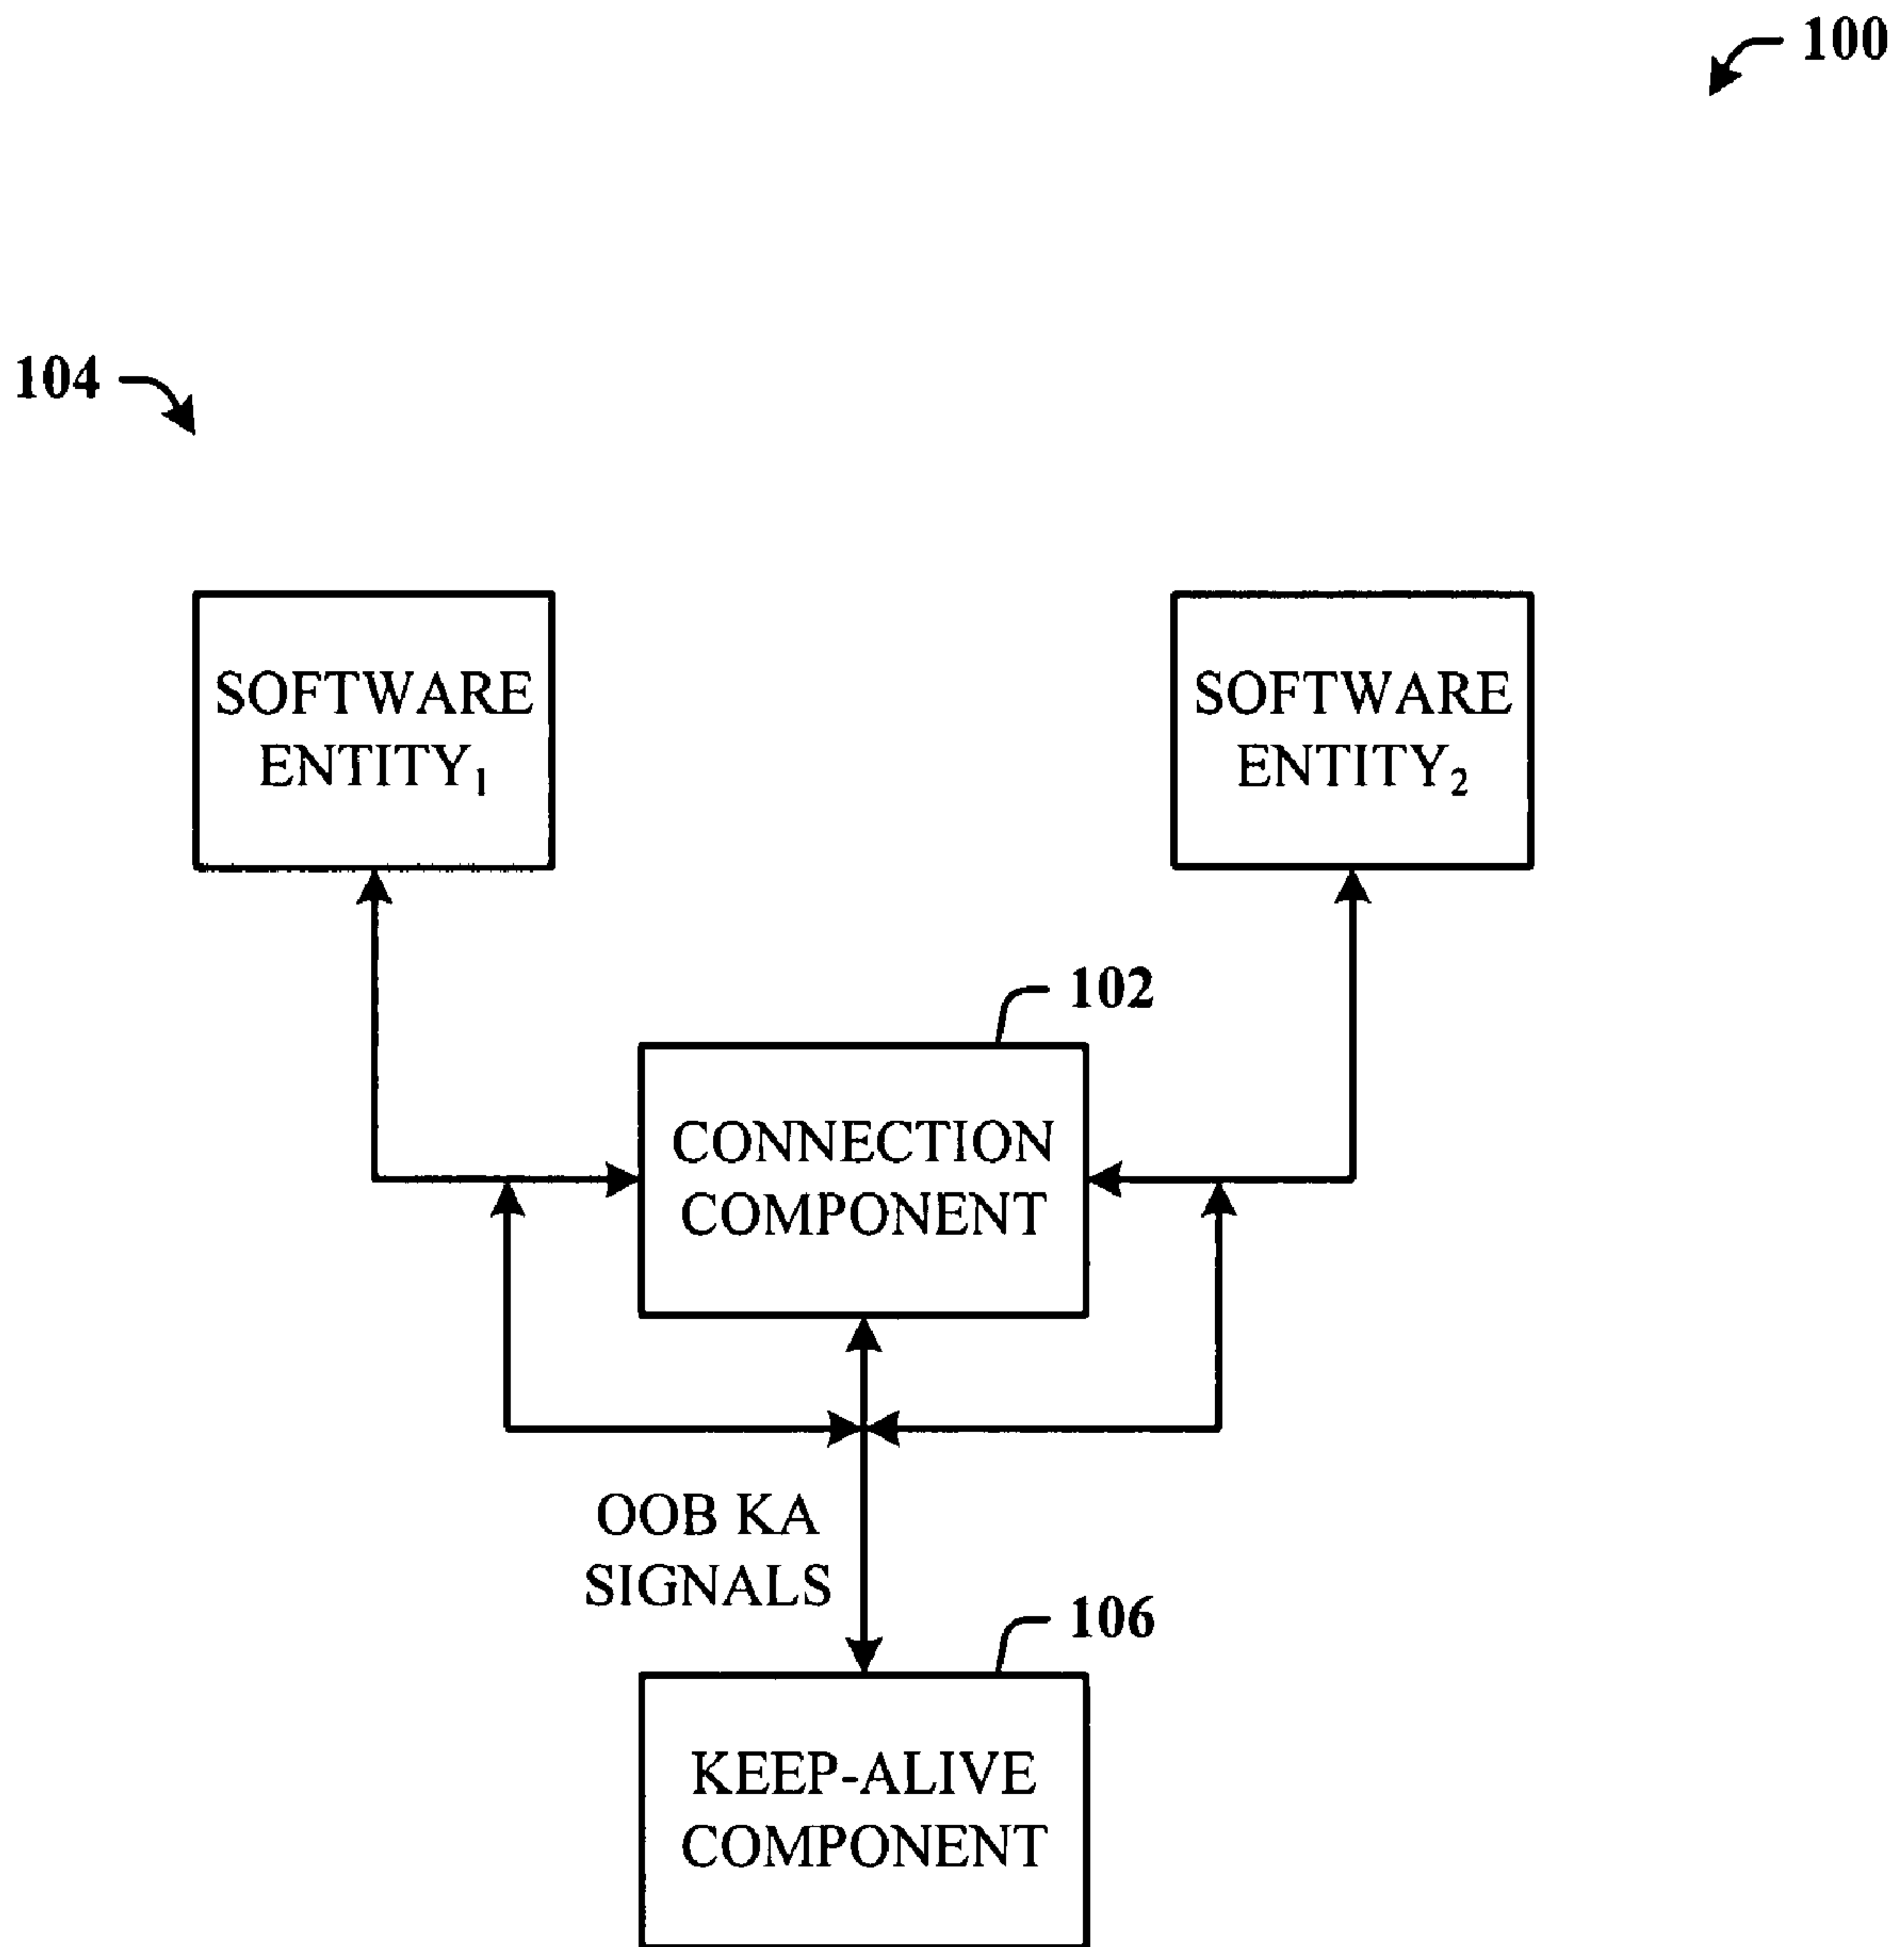 100
104
SOFTWARE
ENTITY₁
SOFTWARE
ENTITY₂
102
CONNECTION
COMPONENT
OOB KA
SIGNALS
106
KEEP-ALIVE
COMPONENT